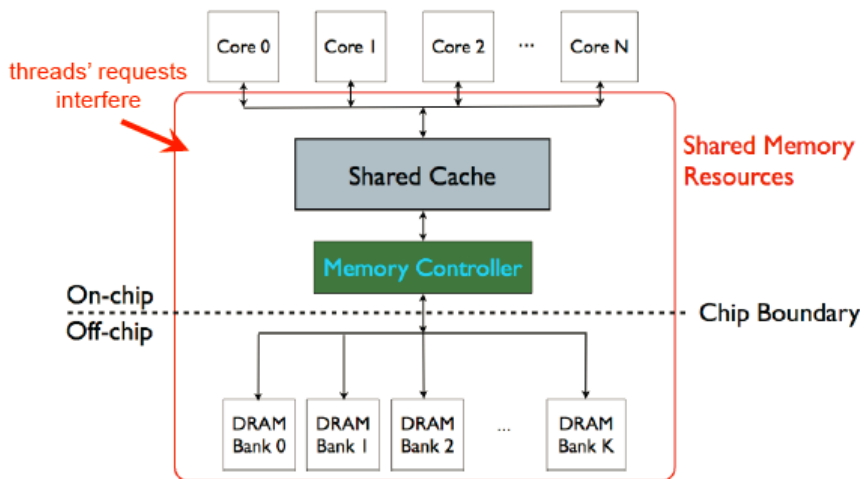 Core 0
Core 1
Core 2
...
Core N
threads' requests
interfere
Shared Memory
Resources
Shared Cache
Memory Controller
On-chip
Off-chip
Chip Boundary
DRAM
Bank 0
DRAM
Bank 1
DRAM
Bank 2
...
DRAM
Bank K